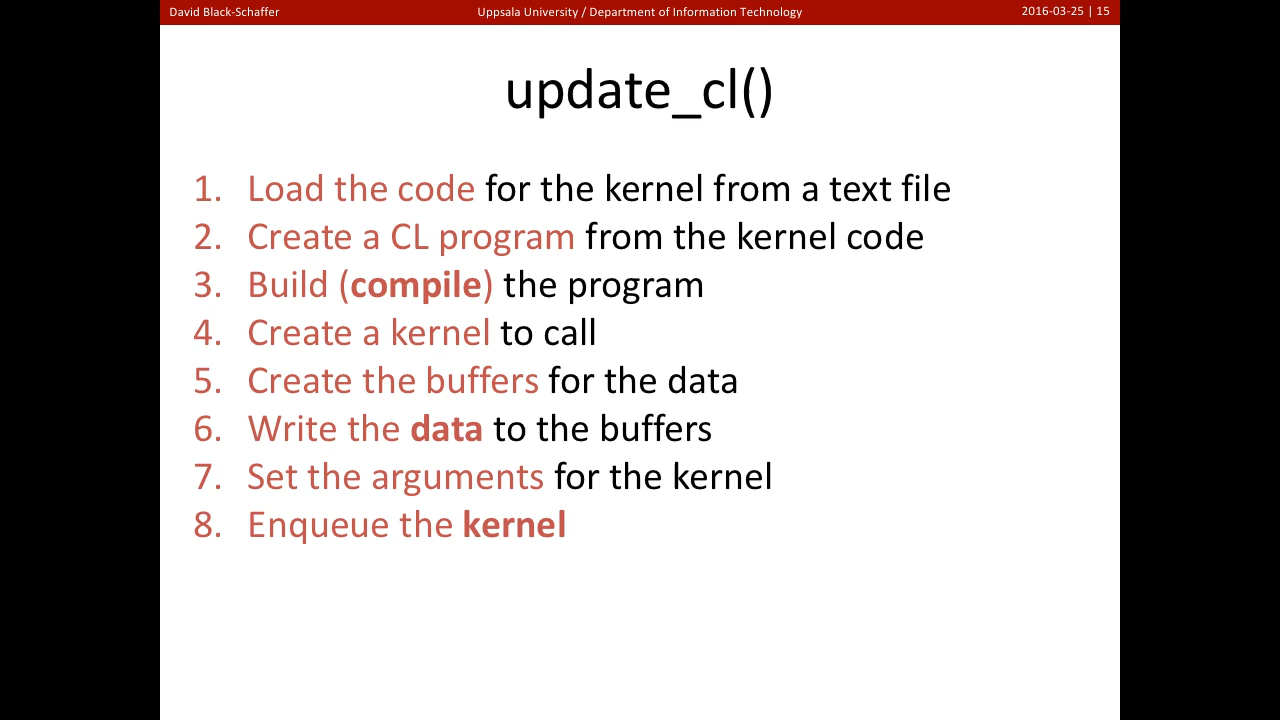 David Black-Schaffer
Uppsala University / Department of Information Technology
2016-03-25 | 15
update_cl()
1. Load the code for the kernel from a text file
2. Create a CL program from the kernel code
3. Build (compile) the program
4. Create a kernel to call
5. Create the buffers for the data
6. Write the data to the buffers
7. Set the arguments for the kernel
8. Enqueue the kernel